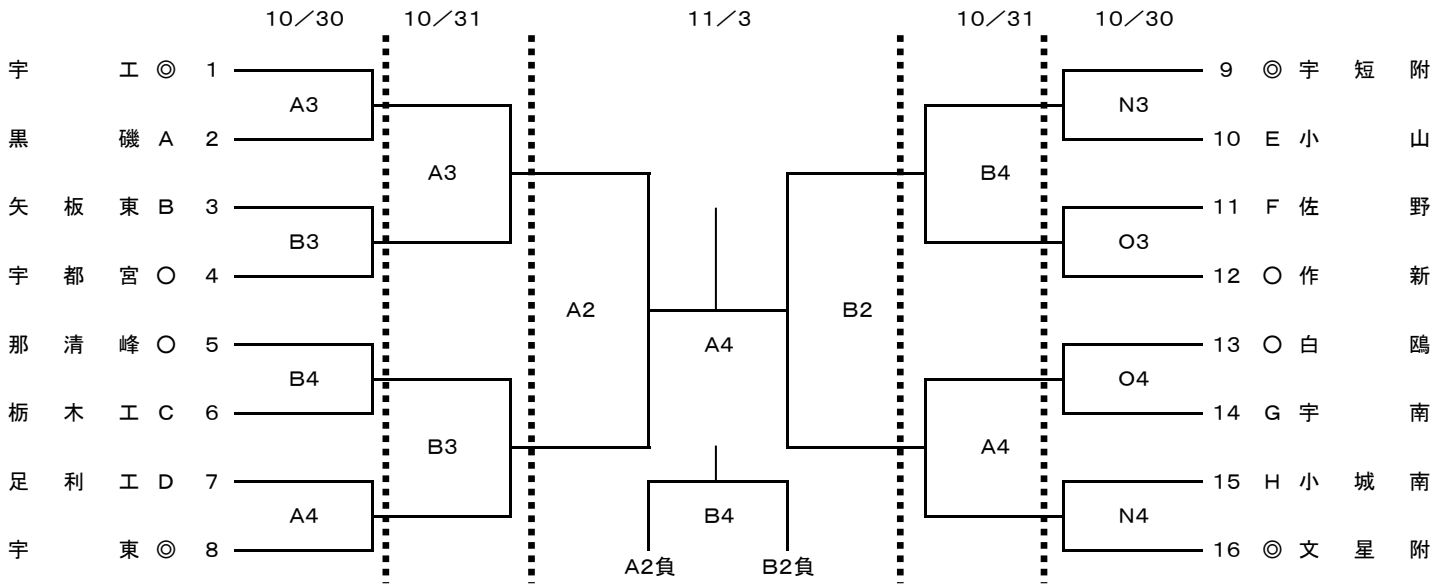 10／30 10／31 11／3 10／31 10／30
宇工 ◎ 1 9 ◎ 宇短附
A3 N3
黒磯 A 2 10 E 小山
A3 B4
矢板東 B 3 11 F 佐野
B3 O3
宇都宮 〇 4 12 〇 作新
A2 B2
那清峰 〇 5 A4 13 〇 白鴎
B4 O4
栃木工 C 6 14 G 宇南
B3 A4
足利工 D 7 15 H 小城南
A4 B4 N4
宇東 ◎ 8 16 ◎ 文星附
A2負 B2負